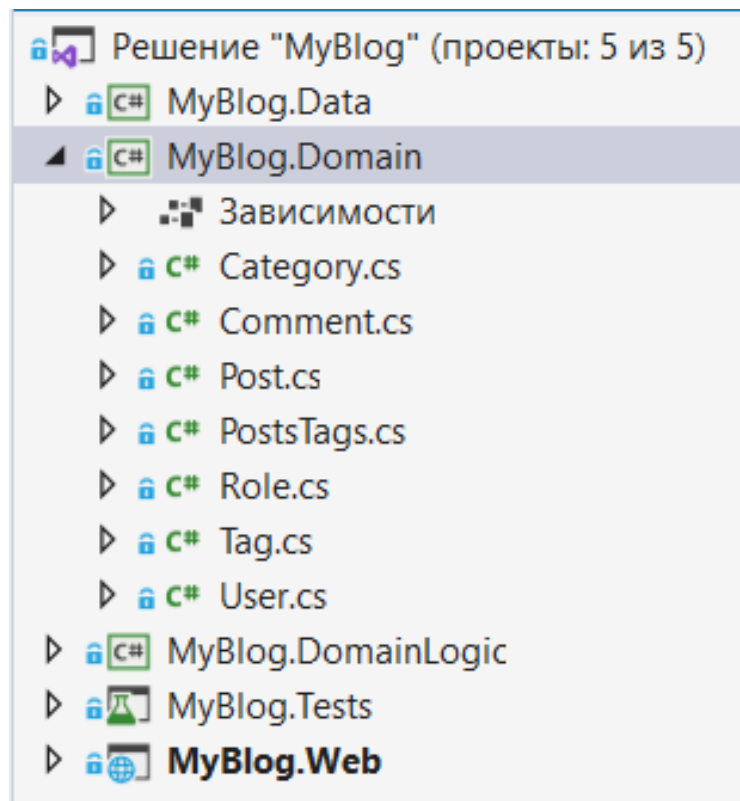 Решение "MyBlog" (проекты: 5 из 5)
C# MyBlog.Data
C# MyBlog.Domain
Зависимости
C# Category.cs
C# Comment.cs
C# Post.cs
C# PostsTags.cs
C# Role.cs
C# Tag.cs
C# User.cs
C# MyBlog.DomainLogic
MyBlog.Tests
MyBlog.Web